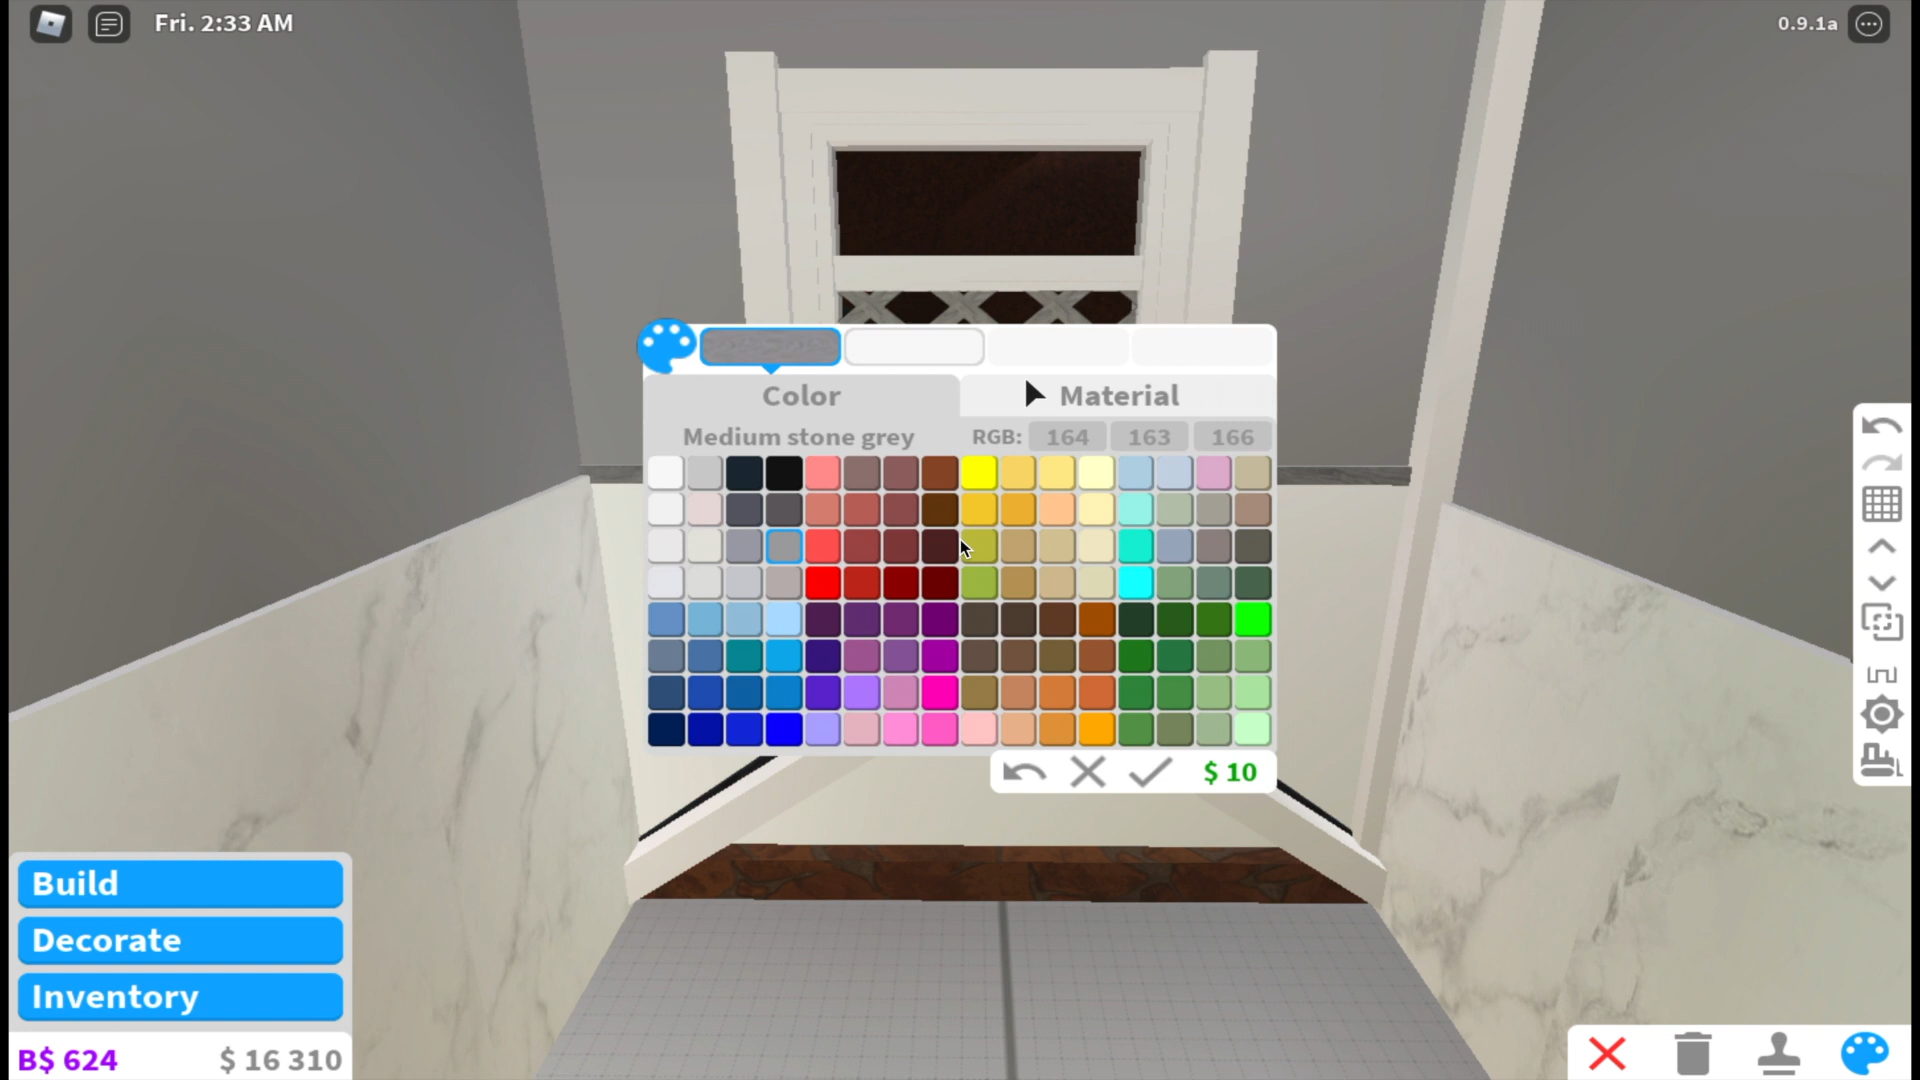 Fri. 2:33 AM
0.9.1a
Color
Material
Medium stone grey
RGB: 164 163 166
$ 10
Build
Decorate
Inventory
B$ 624
$ 16 310